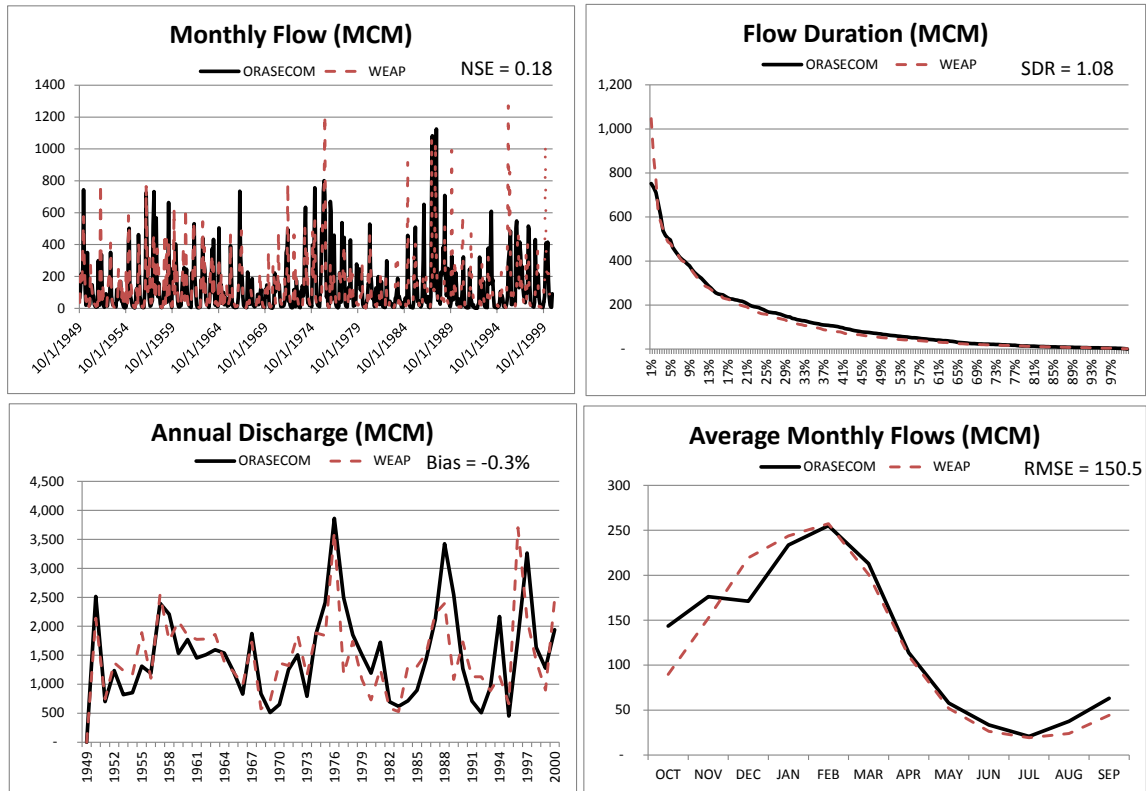 Monthly Flow (MCM)
ORASECOM WEAP NSE = 0.18
1400
1200
1000
800
600
400
200
0
10/1/1949 10/1/1954 10/1/1959 10/1/1964 10/1/1969 10/1/1974 10/1/1979 10/1/1984 10/1/1989 10/1/1994 10/1/1999
Flow Duration (MCM)
ORASECOM WEAP SDR = 1.08
1,200
1,000
800
600
400
200
-
1% 5% 9% 13% 17% 21% 25% 29% 33% 37% 41% 45% 49% 53% 57% 61% 65% 69% 73% 77% 81% 85% 89% 93% 97%
Annual Discharge (MCM)
ORASECOM WEAP Bias = -0.3%
4,500
4,000
3,500
3,000
2,500
2,000
1,500
1,000
500
-
1949 1952 1955 1958 1961 1964 1967 1970 1973 1976 1979 1982 1985 1988 1991 1994 1997 2000
Average Monthly Flows (MCM)
ORASECOM WEAP RMSE = 150.5
300
250
200
150
100
50
-
OCT NOV DEC JAN FEB MAR APR MAY JUN JUL AUG SEP